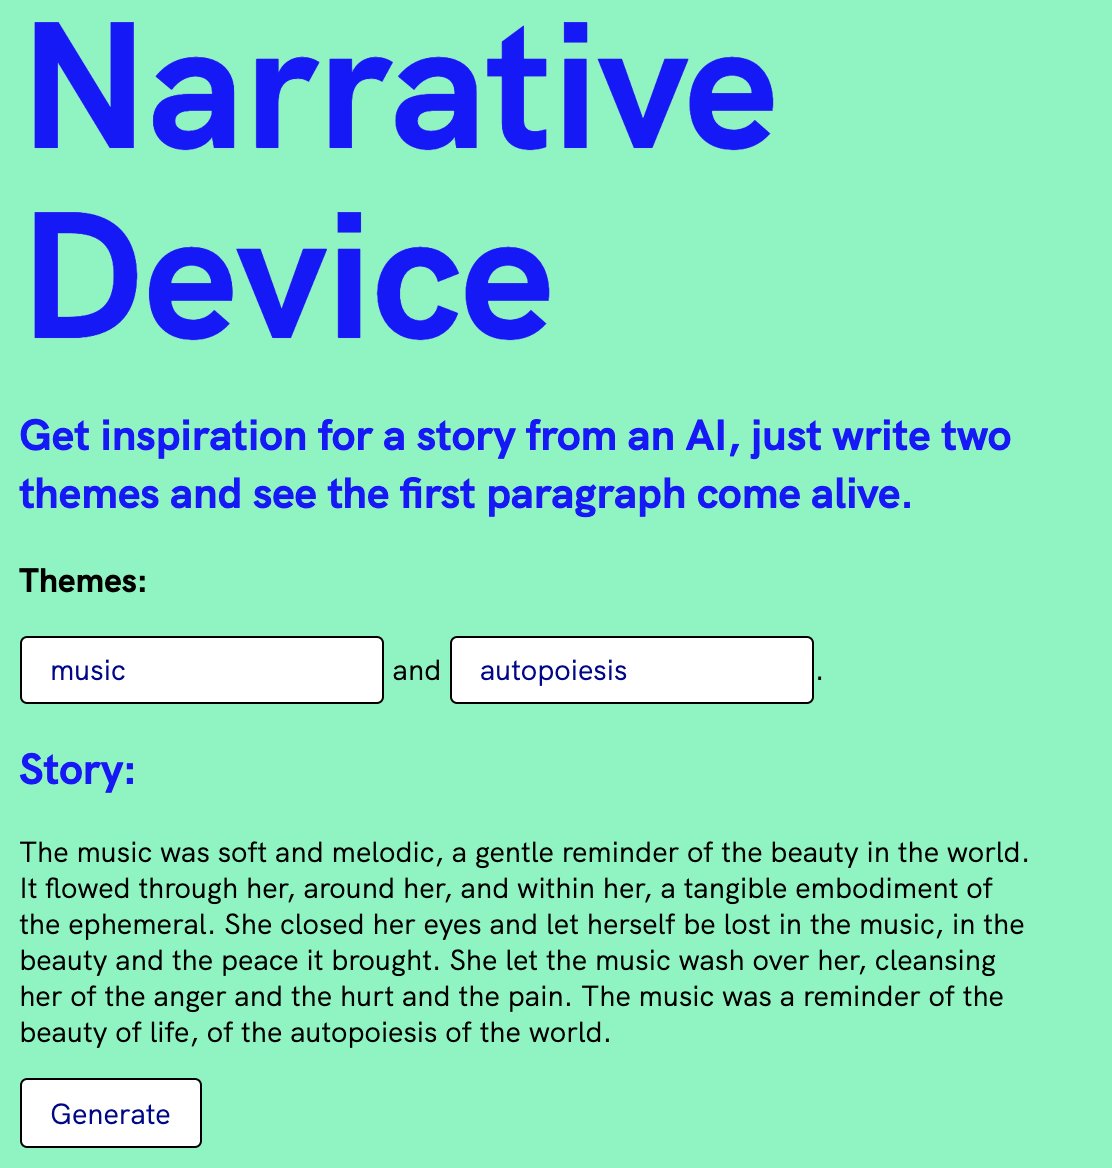 Narrative
Device
Get inspiration for a story from an AI, just write two
themes and see the first paragraph come alive.
Themes:
music and autopoiesis.
Story:
The music was soft and melodic, a gentle reminder of the beauty in the world.
It flowed through her, around her, and within her, a tangible embodiment of
the ephemeral. She closed her eyes and let herself be lost in the music, in the
beauty and the peace it brought. She let the music wash over her, cleansing
her of the anger and the hurt and the pain. The music was a reminder of the
beauty of life, of the autopoiesis of the world.
Generate